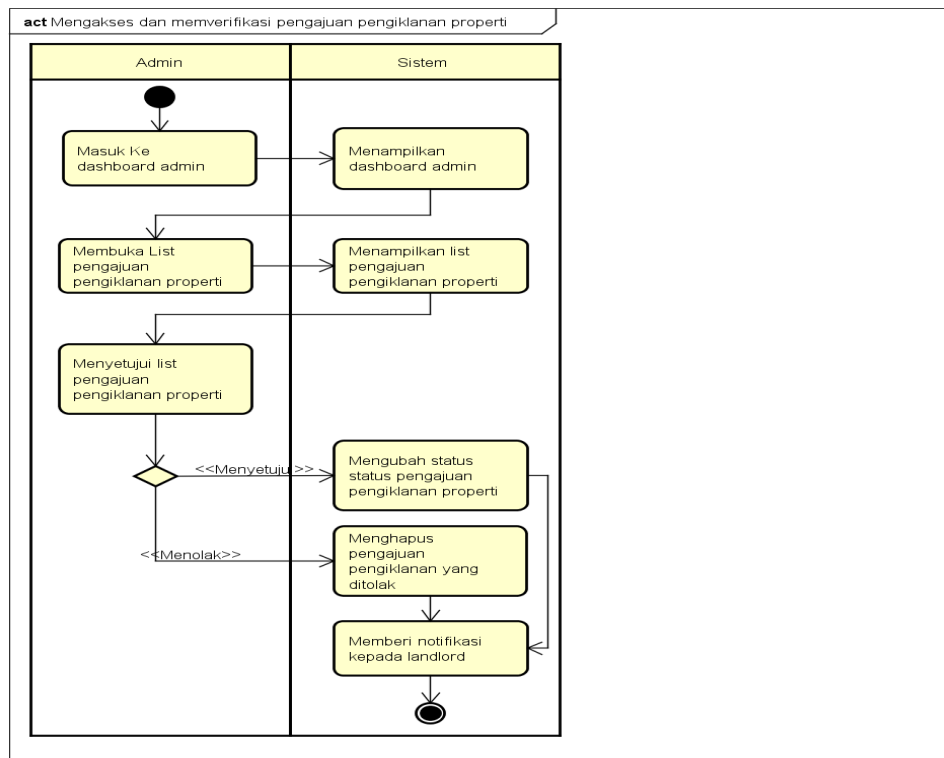 act Mengakses dan memverifikasi pengajuan pengiklanan properti
Admin
Sistem
Masuk Ke
dashboard admin
Menampilkan
dashboard admin
Membuka List
pengajuan
pengiklanan properti
Menampilkan list
pengajuan
pengiklanan properti
Menyetujui list
pengajuan
pengiklanan properti
<<Menyetuju>>
Mengubah status
status pengajuan
pengiklanan properti
<<Menolak>>
Menghapus
pengajuan
pengiklanan yang
ditolak
Memberi notifikasi
kepada landlord